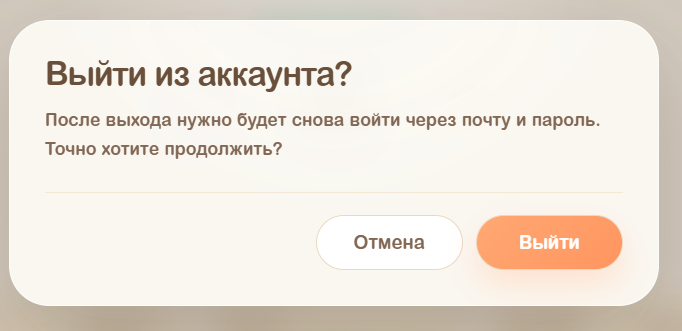 Выйти из аккаунта?
После выхода нужно будет снова войти через почту и пароль.
Точно хотите продолжить?
Отмена
Выйти